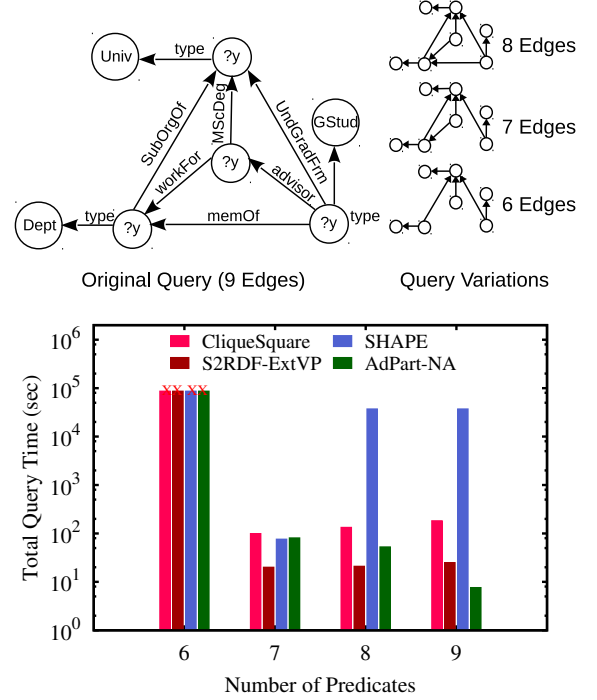 Univ
type
?y
SubOrgOf
MScDeg
UndGradFrm
GStud
?y
workFor
advisor
Dept
type
?y
memOf
?y
type
8 Edges
7 Edges
6 Edges
Original Query (9 Edges)
Query Variations
CliqueSquare
SHAPE
S2RDF-ExtVP
AdPart-NA
Total Query Time (sec)
10^6
10^5
10^4
10^3
10^2
10^1
10^0
XX XX
6 7 8 9
Number of Predicates